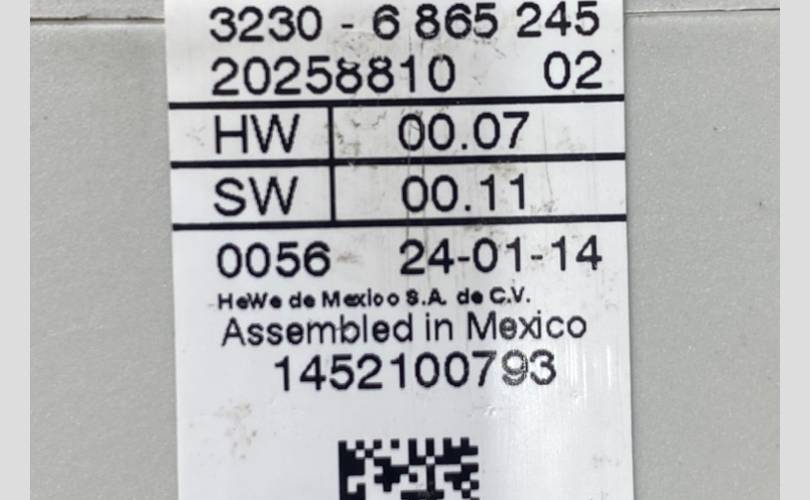 3230 - 6 865 245
20258810 02
HW 00.07
SW 00.11
0056 24-01-14
HeWe de Mexico S.A. de C.V.
Assembled in Mexico
1452100793